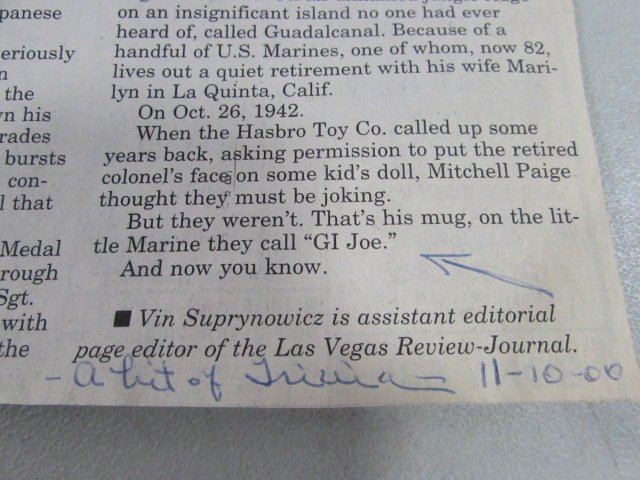 panese
eriously
n
the
n his
rades
bursts
con-
l that
Medal
rough
Sgt.
with
the
on an insignificant island no one had ever
heard of, called Guadalcanal. Because of a
handful of U.S. Marines, one of whom, now 82,
lives out a quiet retirement with his wife Mari-
lyn in La Quinta, Calif.
On Oct. 26, 1942.
When the Hasbro Toy Co. called up some
years back, asking permission to put the retired
colonel's face on some kid's doll, Mitchell Paige
thought they must be joking.
But they weren't. That's his mug, on the lit-
tle Marine they call "GI Joe."
And now you know.
■ Vin Suprynowicz is assistant editorial
page editor of the Las Vegas Review-Journal.
- A bit of Trivia - 11-10-00